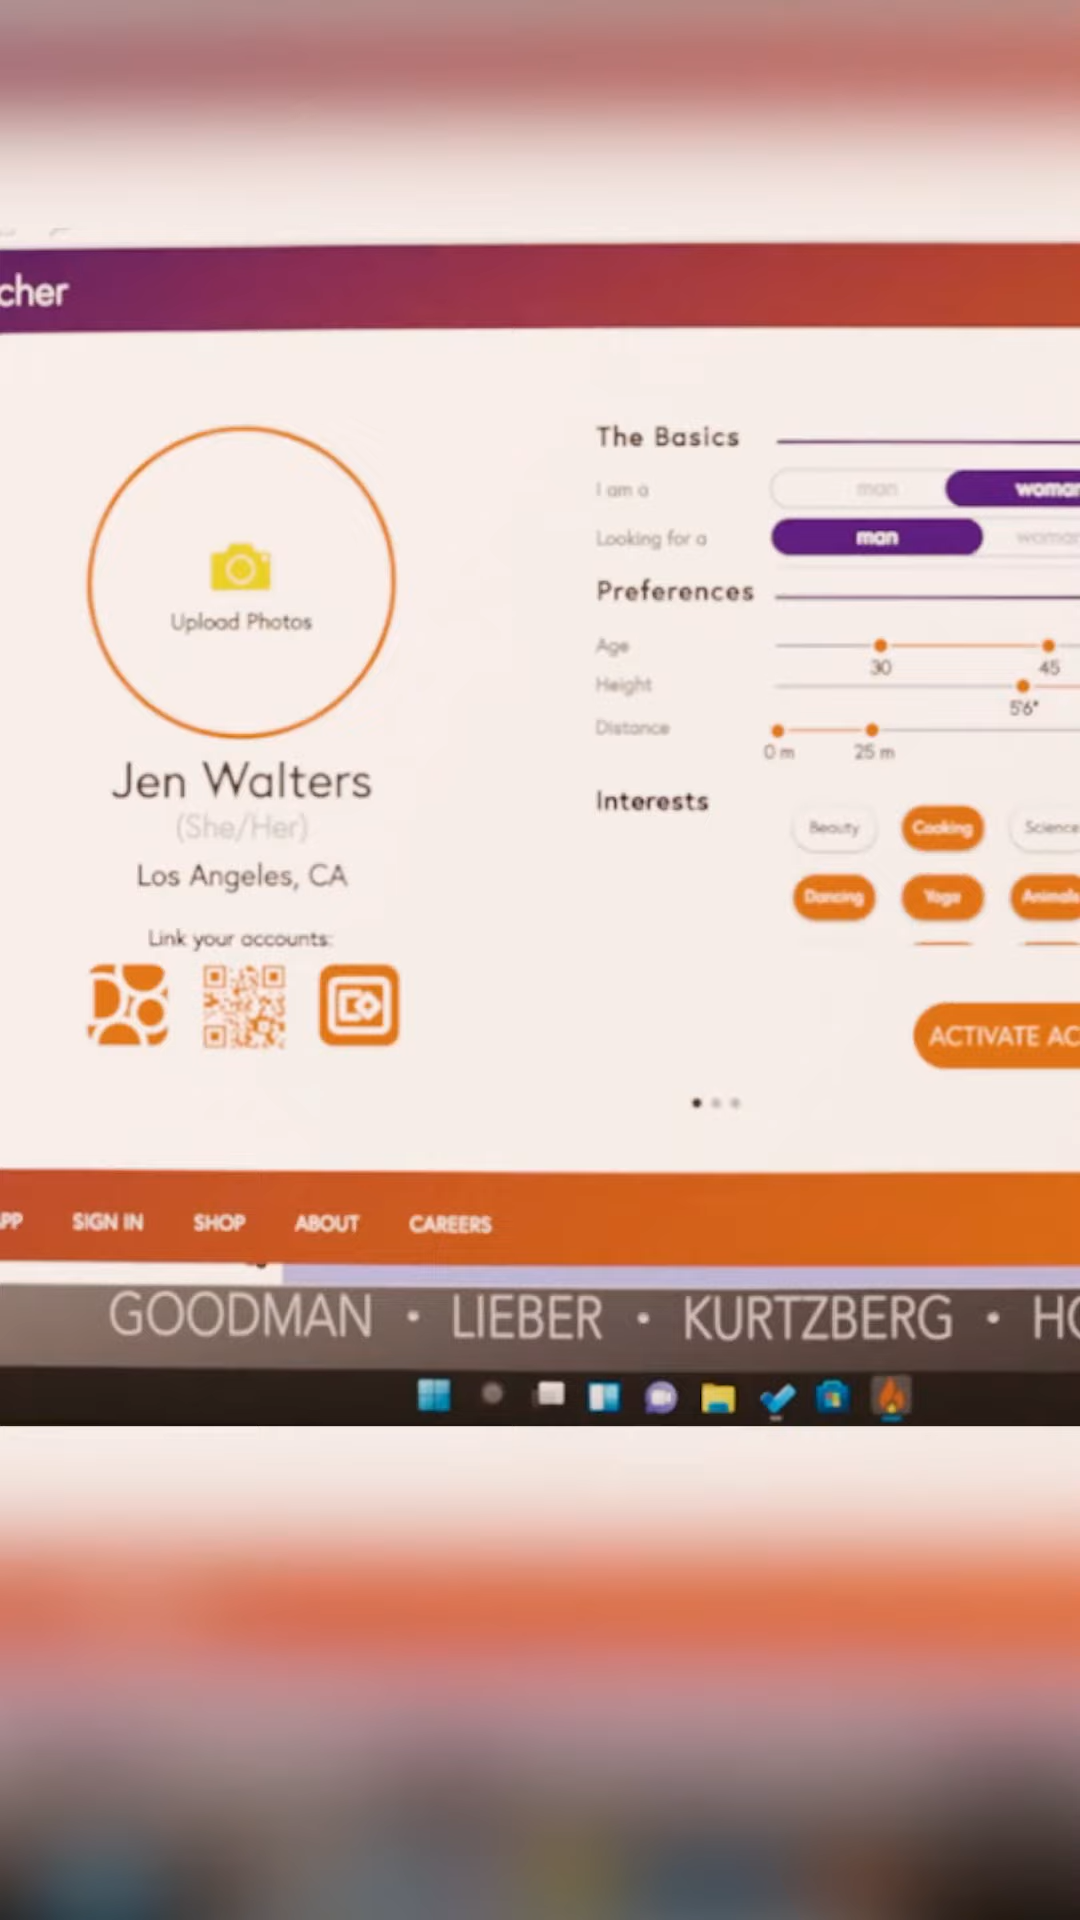 cher
The Basics
I am a man woman
Looking for a man woman
Preferences
Age
30 45
Height
5'6"
Distance
0 m 25 m
Upload Photos
Jen Walters
(She/Her)
Los Angeles, CA
Link your accounts:
Interests
Beauty Cooking Science
Dancing Yoga Animals
ACTIVATE AC
PP SIGN IN SHOP ABOUT CAREERS
GOODMAN • LIEBER • KURTZBERG • HO